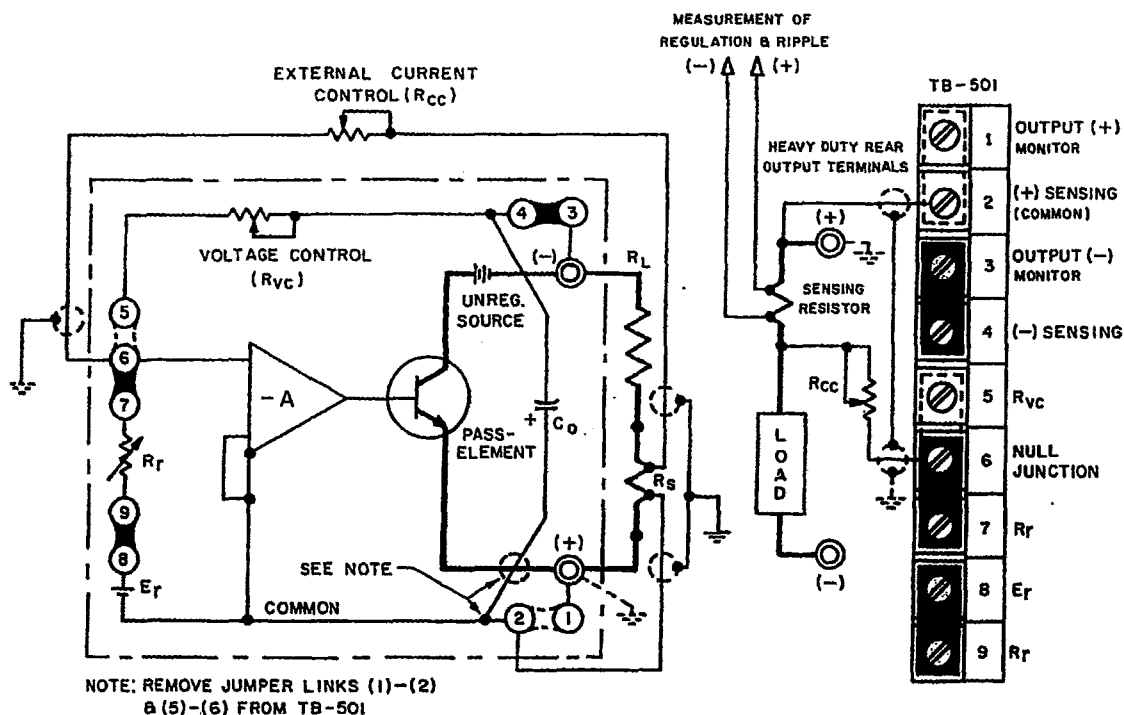 MEASUREMENT OF
REGULATION & RIPPLE
(-) (+)
EXTERNAL CURRENT
CONTROL (RCC)
TB-501
HEAVY DUTY REAR
OUTPUT TERMINALS
1 OUTPUT (+)
MONITOR
2 (+) SENSING
(COMMON)
3 OUTPUT (-)
MONITOR
4 (-) SENSING
5 RVC
6 NULL
JUNCTION
7 Rr
8 Er
9 Rr
4 3
VOLTAGE CONTROL
(RVC)
(-)
RL
UNREG.
SOURCE
5
6
7
-A
PASS-
ELEMENT
+ CO
Rr
RS
9
8
Er
SEE NOTE
(+)
COMMON
2 1
(+)
SENSING
RESISTOR
RCC
LOAD
(-)
NOTE: REMOVE JUMPER LINKS (1)-(2)
& (5)-(6) FROM TB-501